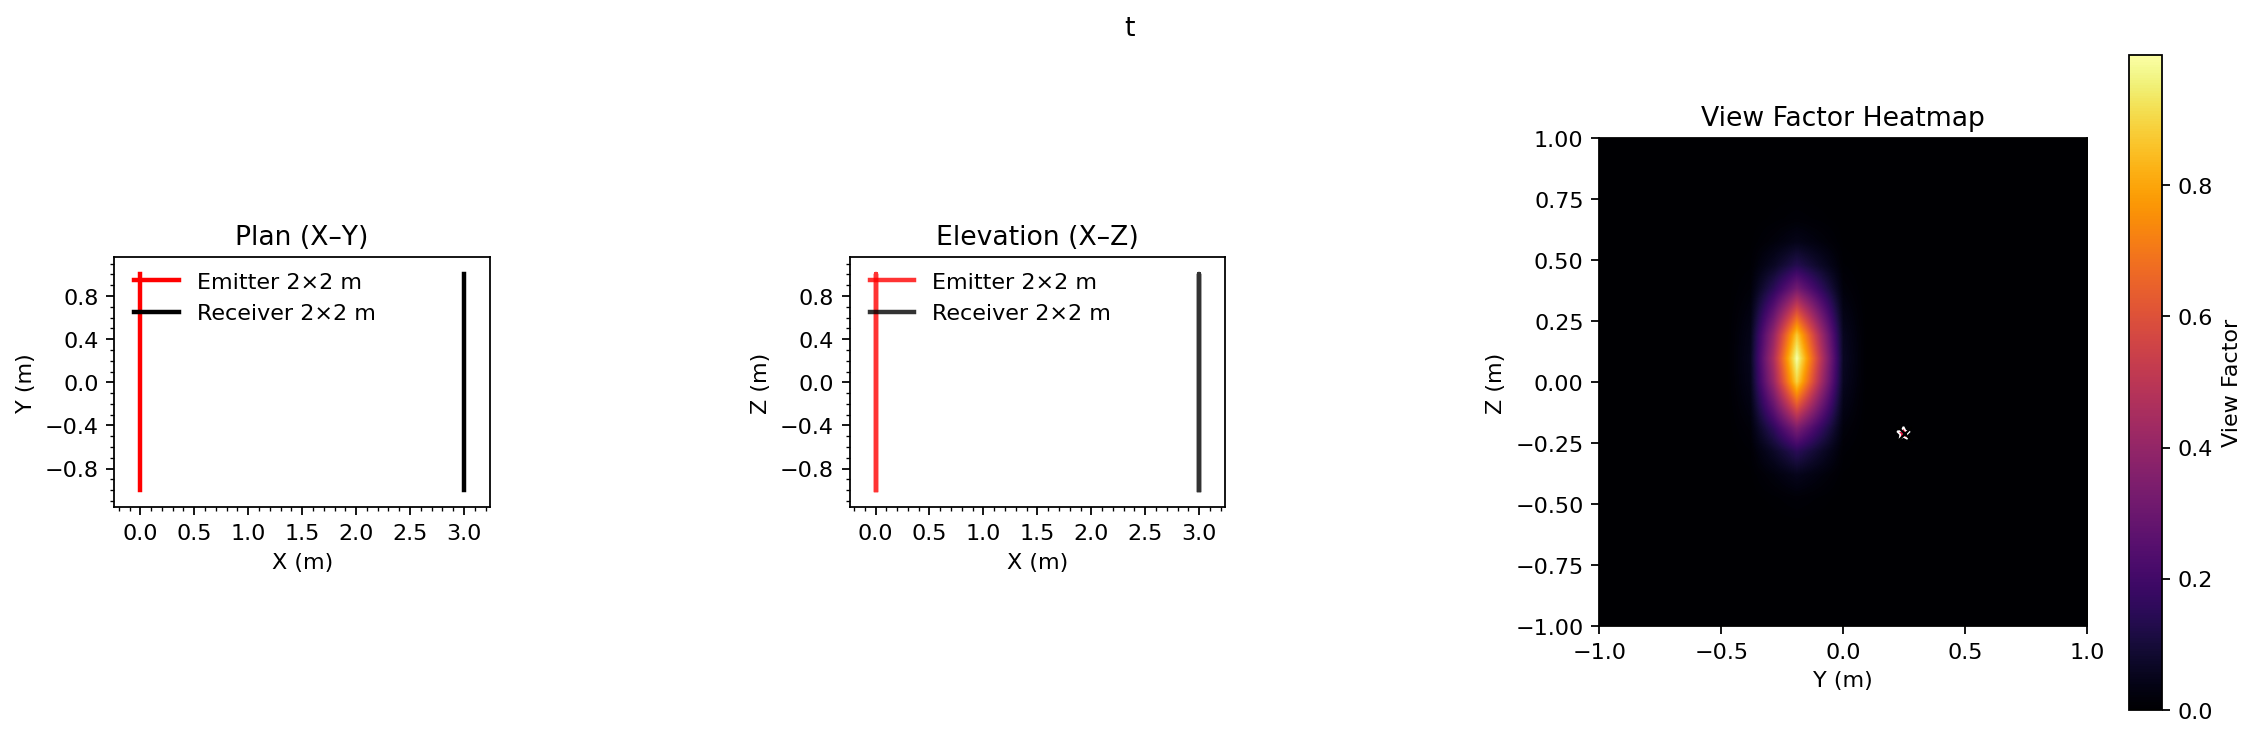 t
Plan (X–Y)
Emitter 2×2 m
Receiver 2×2 m
Y (m)
0.8
0.4
0.0
−0.4
−0.8
0.0 0.5 1.0 1.5 2.0 2.5 3.0
X (m)
Elevation (X–Z)
Emitter 2×2 m
Receiver 2×2 m
Z (m)
0.8
0.4
0.0
−0.4
−0.8
0.0 0.5 1.0 1.5 2.0 2.5 3.0
X (m)
View Factor Heatmap
Z (m)
1.00
0.75
0.50
0.25
0.00
−0.25
−0.50
−0.75
−1.00
−1.0 −0.5 0.0 0.5 1.0
Y (m)
0.8
0.6
0.4
0.2
0.0
View Factor